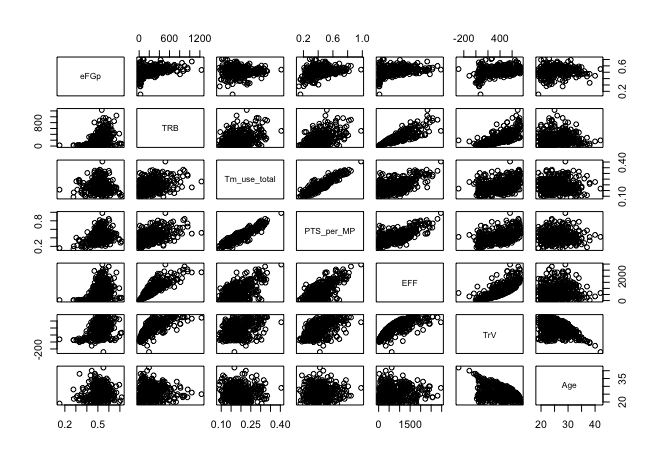 0 400 1200
0.2 0.6 1.0
-200 400
eFGp
0.2 0.6
0 800
TRB
Tm_use_total
0.10 0.40
0.2 0.8
PTS_per_MP
EFF
0 2000
-200
TrV
Age
20 35
0.2 0.5
0.10 0.25 0.40
0 1500
20 30 40